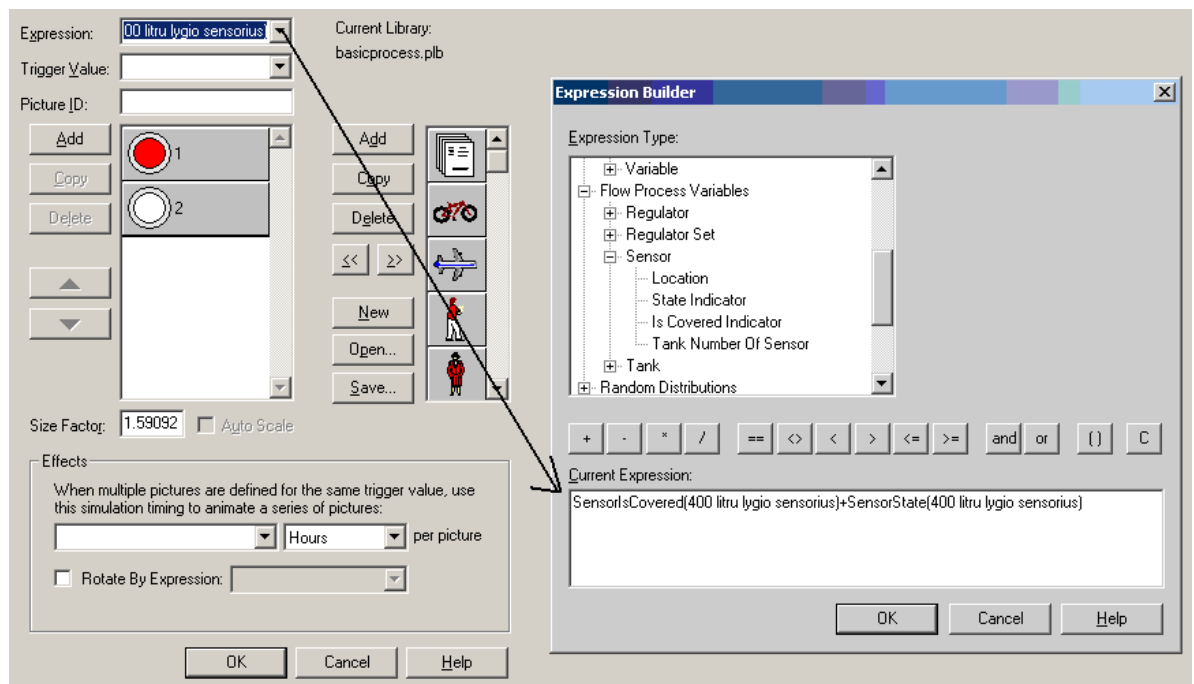 Expression:
00 litru lygio sensorius)
Current Library:
basicprocess.plb
Trigger Value:
Picture ID:
Add
Copy
Delete
1
2
Add
Copy
Delete
<<
>>
New
Open...
Save...
Size Factor:
1.59092
Auto Scale
Effects
When multiple pictures are defined for the same trigger value, use
this simulation timing to animate a series of pictures:
Hours
per picture
Rotate By Expression:
OK
Cancel
Help
Expression Builder
Expression Type:
Variable
Flow Process Variables
Regulator
Regulator Set
Sensor
Location
State Indicator
Is Covered Indicator
Tank Number Of Sensor
Tank
Random Distributions
+ - * / == <> < > <= >= and or () C
Current Expression:
SensorIsCovered(400 litru lygio sensorius)+SensorState(400 litru lygio sensorius)
OK
Cancel
Help